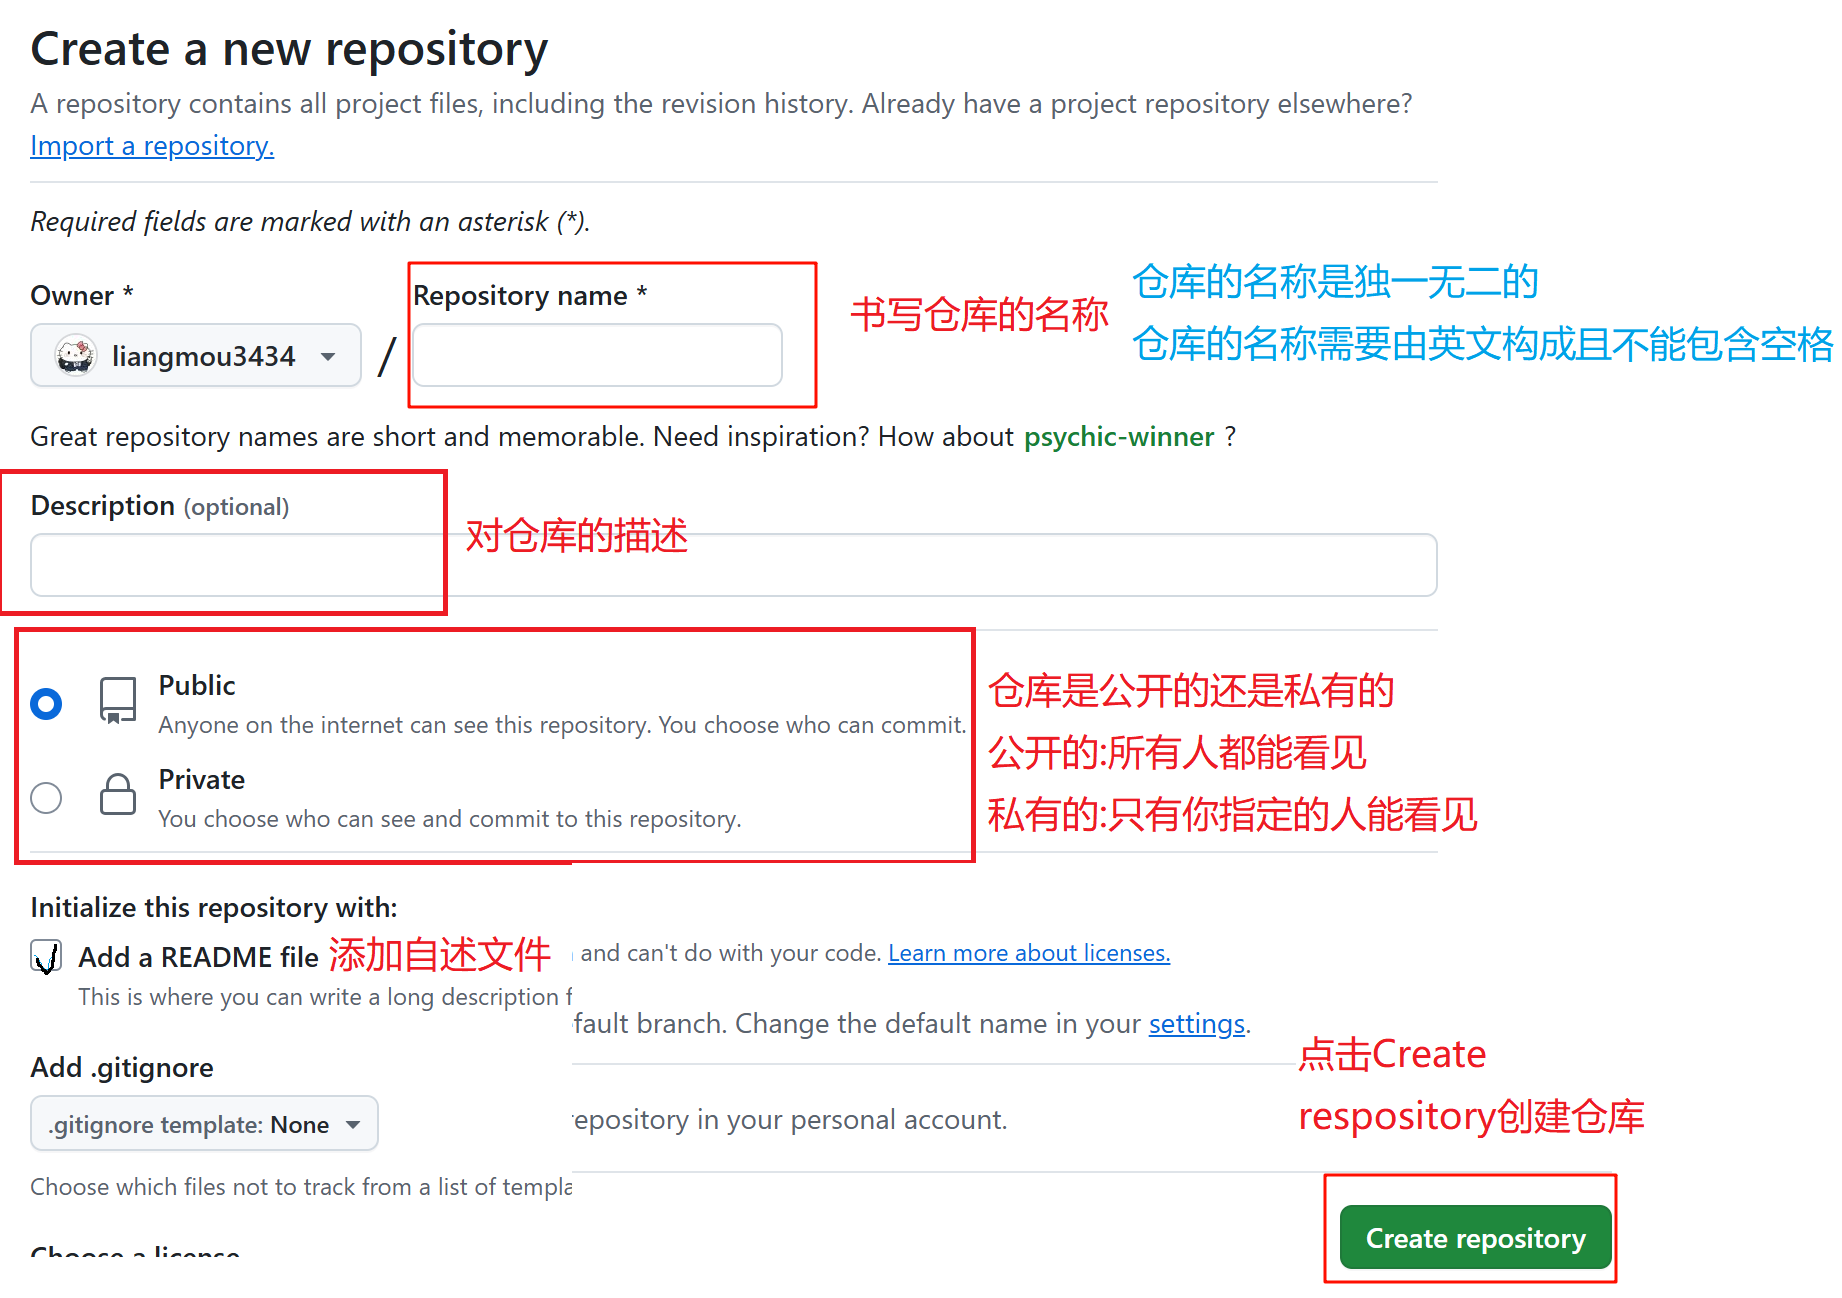 Create a new repository
A repository contains all project files, including the revision history. Already have a project repository elsewhere?
Import a repository.
Required fields are marked with an asterisk (*).
Owner *
Repository name *
liangmou3434
/
书写仓库的名称
仓库的名称是独一无二的
仓库的名称需要由英文构成且不能包含空格
Great repository names are short and memorable. Need inspiration? How about psychic-winner ?
Description (optional)
对仓库的描述
Public
Anyone on the internet can see this repository. You choose who can commit.
Private
You choose who can see and commit to this repository.
仓库是公开的还是私有的
公开的:所有人都能看见
私有的:只有你指定的人能看见
Initialize this repository with:
Add a README file 添加自述文件
and can't do with your code. Learn more about licenses.
This is where you can write a long description f
fault branch. Change the default name in your settings.
Add .gitignore
.gitignore template: None
epository in your personal account.
点击Create
respository创建仓库
Choose which files not to track from a list of templa
Choose a license
Create repository